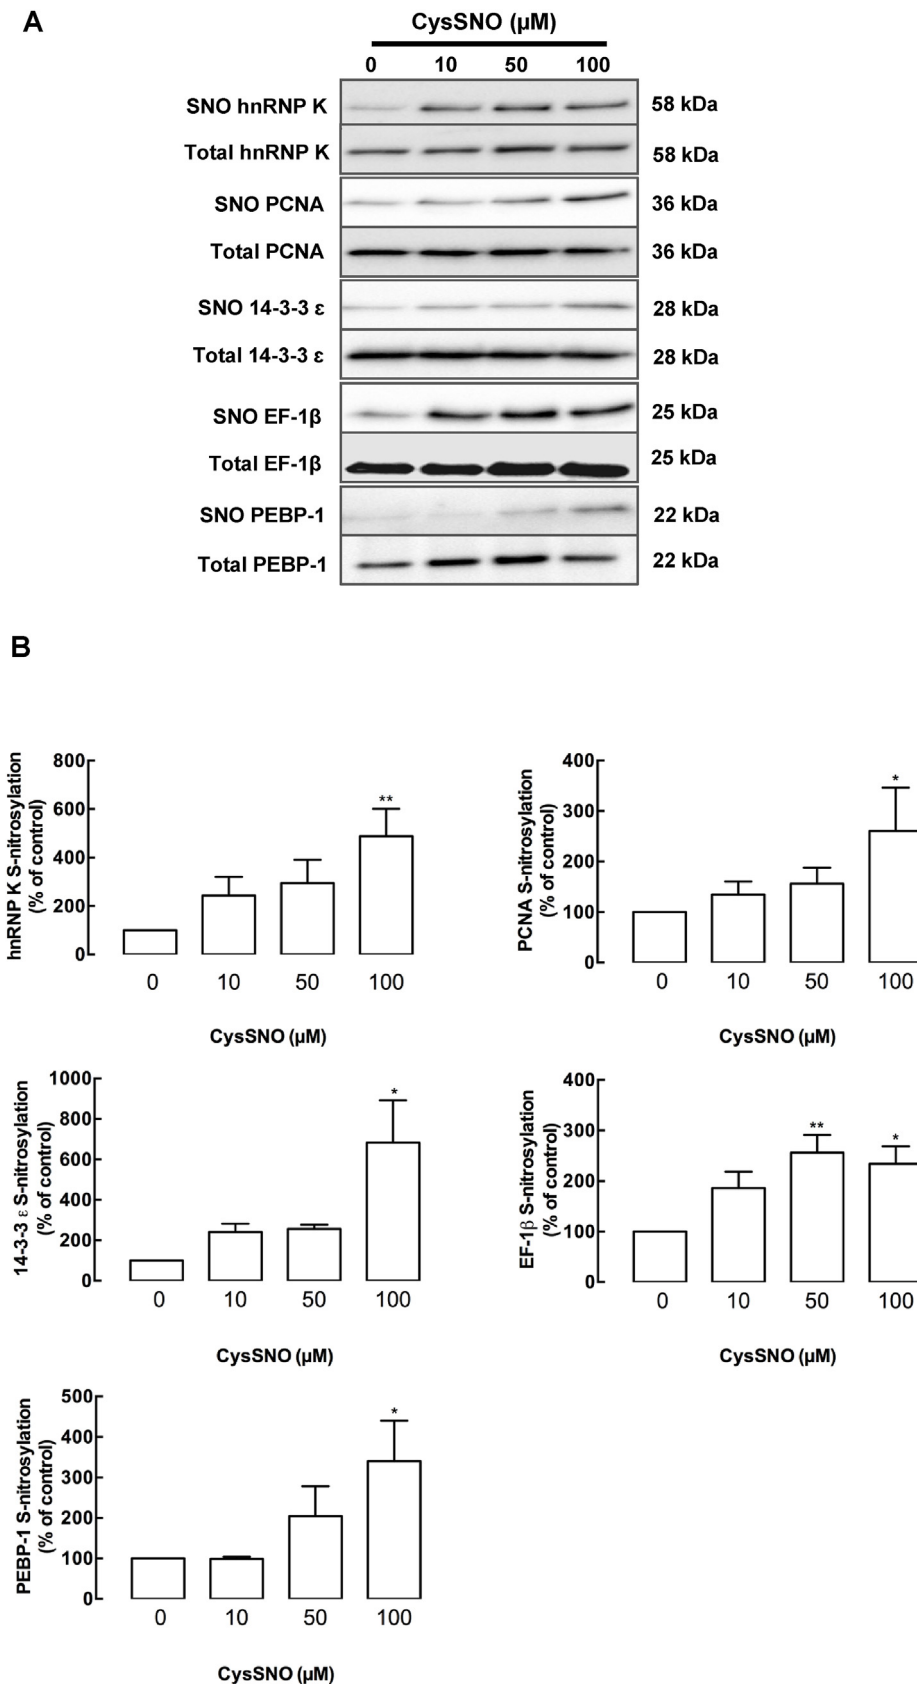 A
CysSNO (μM)
0 10 50 100
SNO hnRNP K 58 kDa
Total hnRNP K 58 kDa
SNO PCNA 36 kDa
Total PCNA 36 kDa
SNO 14-3-3 ε 28 kDa
Total 14-3-3 ε 28 kDa
SNO EF-1β 25 kDa
Total EF-1β 25 kDa
SNO PEBP-1 22 kDa
Total PEBP-1 22 kDa
B
hnRNP K S-nitrosylation
(% of control)
800
600
400
200
0
**
0 10 50 100
CysSNO (μM)
PCNA S-nitrosylation
(% of control)
400
300
200
100
0
*
0 10 50 100
CysSNO (μM)
14-3-3 ε S-nitrosylation
(% of control)
1000
800
600
400
200
0
*
0 10 50 100
CysSNO (μM)
EF-1β S-nitrosylation
(% of control)
400
300
200
100
0
**
*
0 10 50 100
CysSNO (μM)
PEBP-1 S-nitrosylation
(% of control)
500
400
300
200
100
0
*
0 10 50 100
CysSNO (μM)